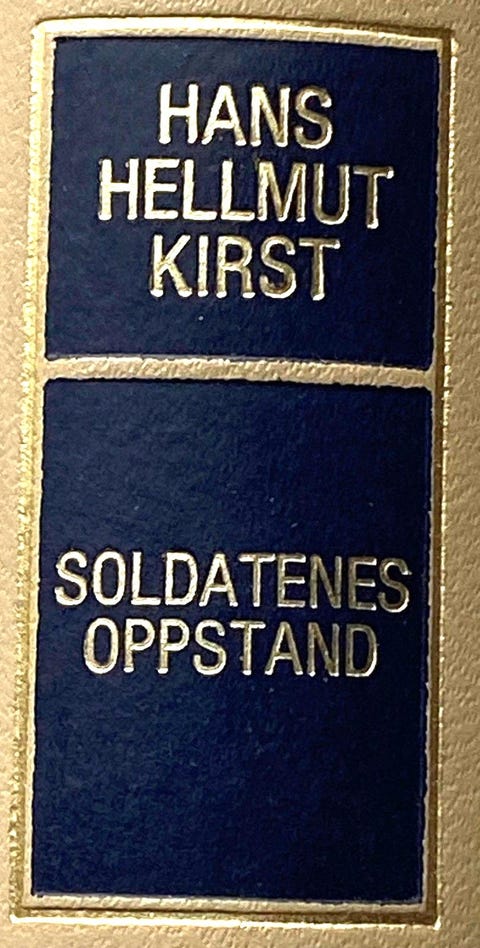 HANS
HELLMUT
KIRST
SOLDATENES
OPPSTAND